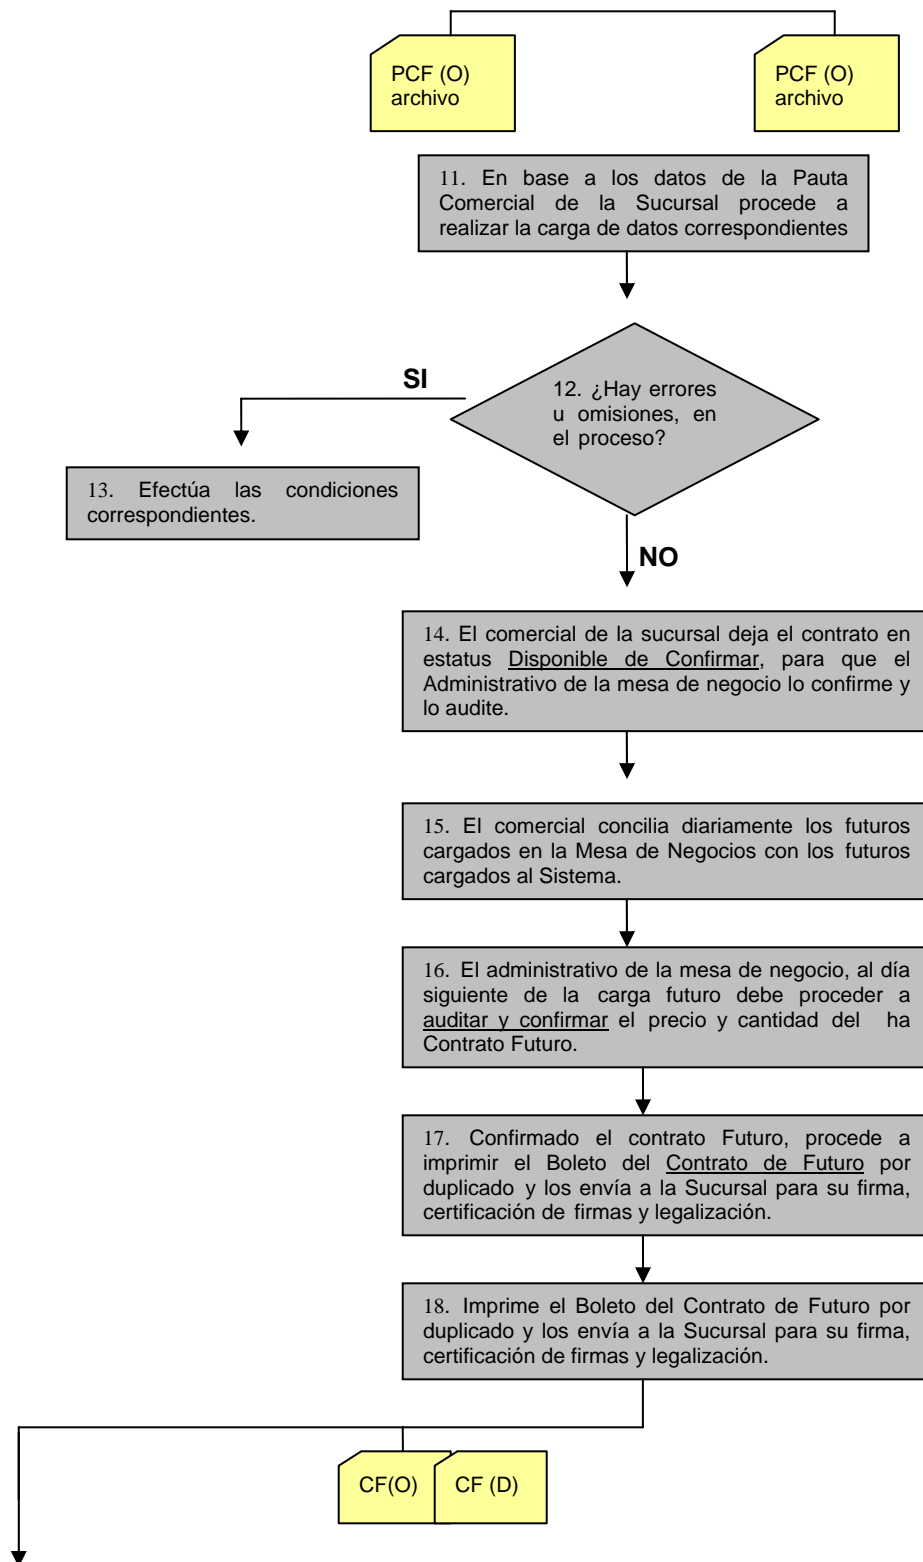 PCF (O)
archivo
PCF (O)
archivo
11. En base a los datos de la Pauta
Comercial de la Sucursal procede a
realizar la carga de datos correspondientes
SI
12. ¿Hay errores
u omisiones, en
el proceso?
13. Efectúa las condiciones
correspondientes.
NO
14. El comercial de la sucursal deja el contrato en
estatus Disponible de Confirmar, para que el
Administrativo de la mesa de negocio lo confirme y
lo audite.
15. El comercial concilia diariamente los futuros
cargados en la Mesa de Negocios con los futuros
cargados al Sistema.
16. El administrativo de la mesa de negocio, al día
siguiente de la carga futuro debe proceder a
auditar y confirmar el precio y cantidad del ha
Contrato Futuro.
17. Confirmado el contrato Futuro, procede a
imprimir el Boleto del Contrato de Futuro por
duplicado y los envía a la Sucursal para su firma,
certificación de firmas y legalización.
18. Imprime el Boleto del Contrato de Futuro por
duplicado y los envía a la Sucursal para su firma,
certificación de firmas y legalización.
CF(O)
CF (D)